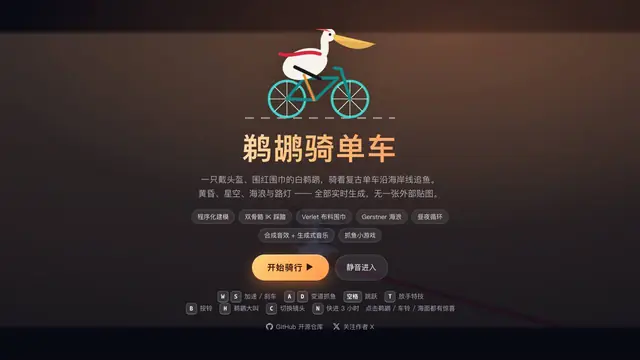 鹈鹕骑单车
一只戴头盔、围红围巾的白鹈鹕，骑着复古单车沿海岸线追鱼。
黄昏、星空、海浪与路灯 —— 全部实时生成，无一张外部贴图。
程序化建模 双骨骼 IK 踩踏 Verlet 布料围巾 Gerstner 海浪 昼夜循环
合成音效 + 生成式音乐 抓鱼小游戏
开始骑行 ▶ 静音进入
W S 加速 / 刹车 A D 变道抓鱼 空格 跳跃 T 放手特技
B 按铃 H 鹈鹕大叫 C 切换镜头 N 快进 3 小时 点击鹈鹕 / 车铃 / 海面都有惊喜
GitHub 开源仓库 X 关注作者 X